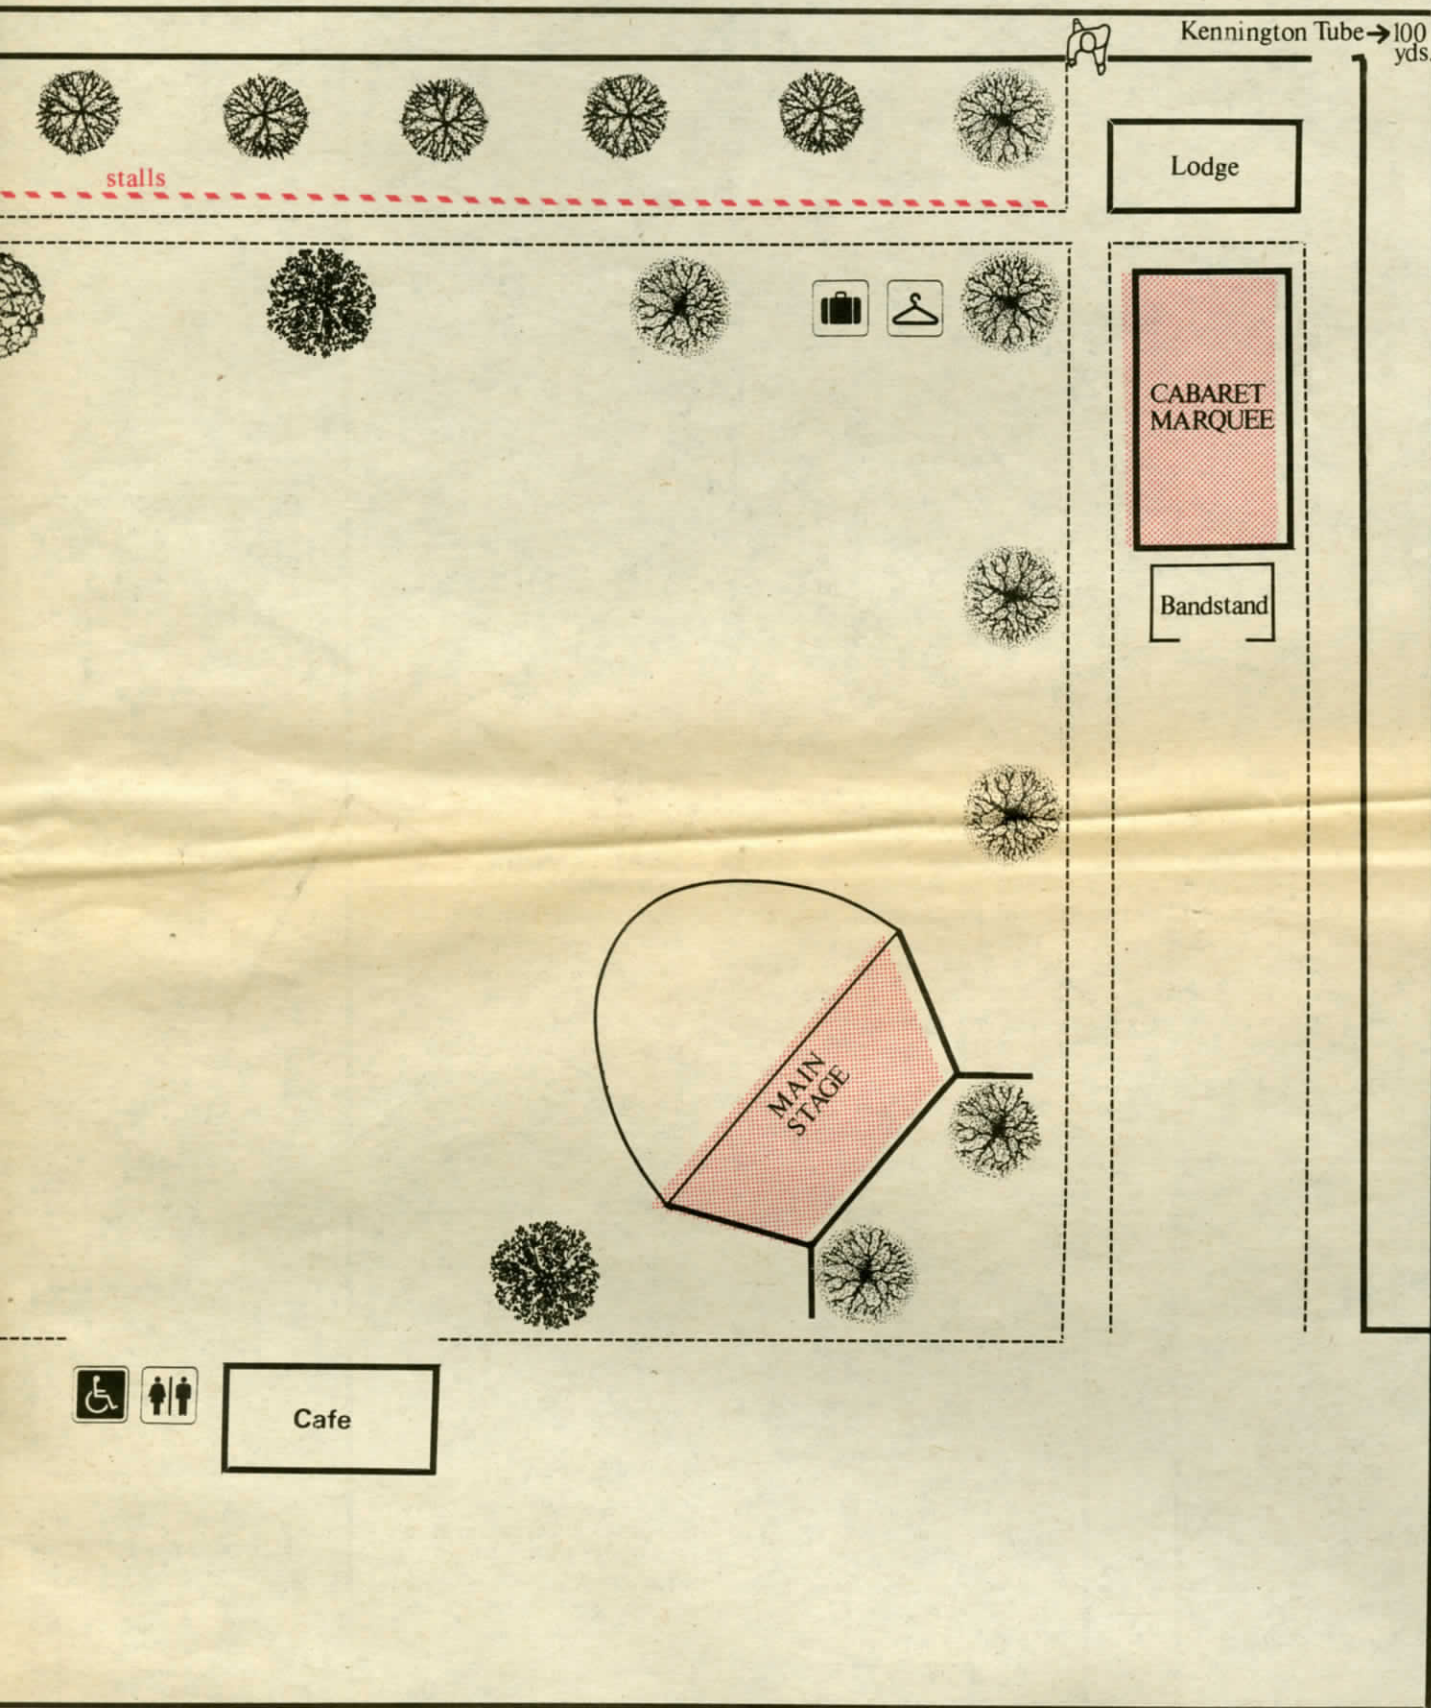 Kennington Tube→100
yds.
Lodge
stalls
CABARET
MARQUEE
Bandstand
MAIN
STAGE
Cafe